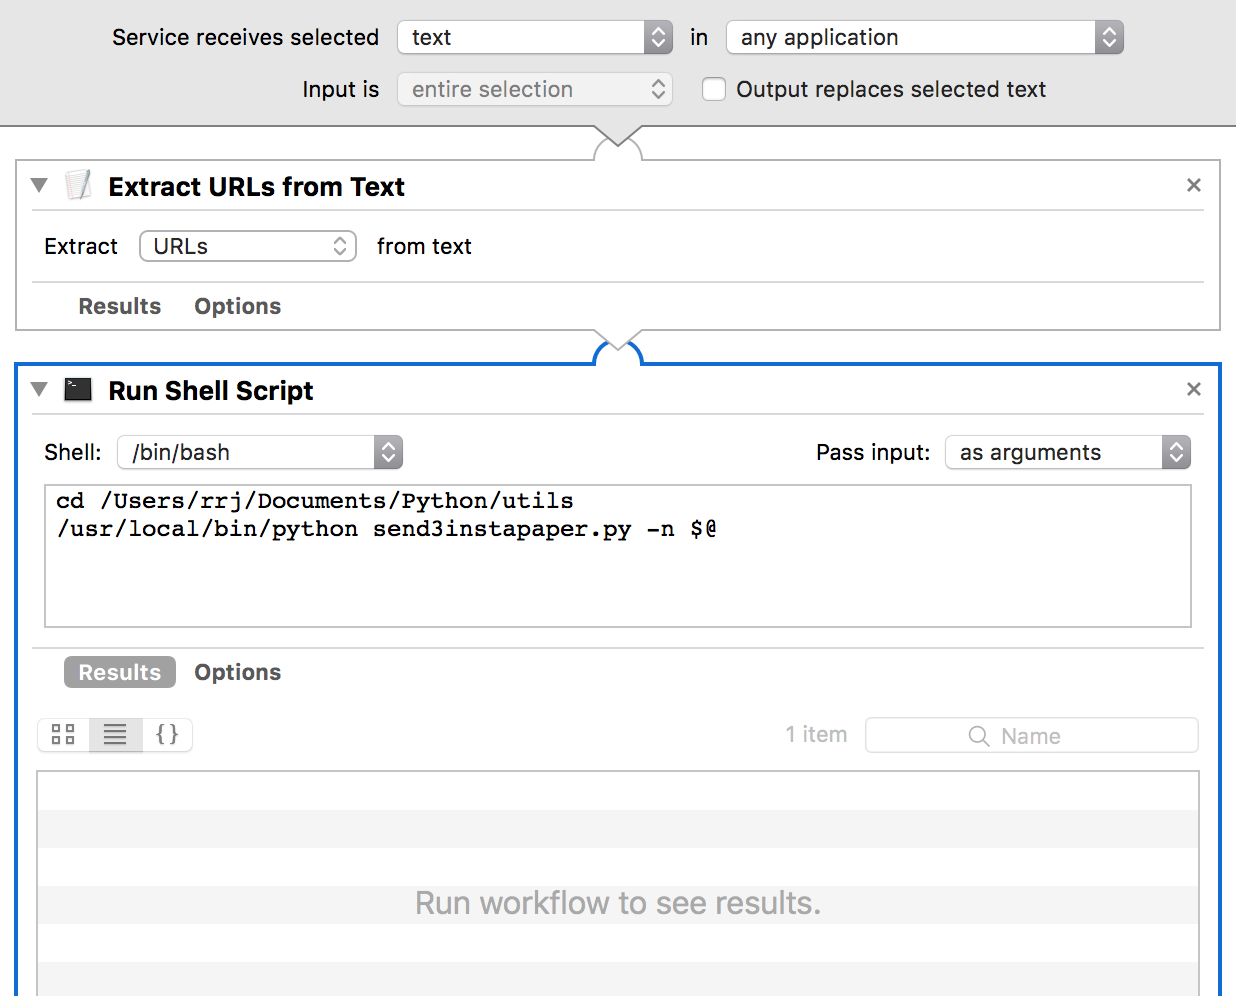 Service receives selected text in any application
Input is entire selection Output replaces selected text
Extract URLs from Text
Extract URLs from text
Results Options
>_ Run Shell Script
Shell: /bin/bash Pass input: as arguments
cd /Users/rrj/Documents/Python/utils
/usr/local/bin/python send3instapaper.py -n $@
Results Options
{} 1 item Name
Run workflow to see results.